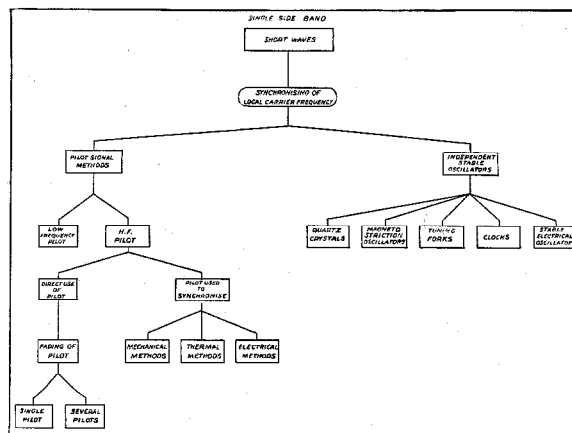 SINGLE SIDE BAND
SHORT WAVES
SYNCHRONISING OF
LOCAL CARRIER FREQUENCY
PILOT SIGNAL
METHODS
INDEPENDENT
STABLE
OSCILLATORS
LOW
FREQUENCY
PILOT
H.F.
PILOT
QUARTZ
CRYSTALS
MAGNETO
STRICTION
OSCILLATORS
TUNING
FORKS
CLOCKS
STABLE
ELECTRICAL
OSCILLATOR
DIRECT USE
OF
PILOT
PILOT USED
TO
SYNCHRONISE
FADING OF
PILOT
MECHANICAL
METHODS
THERMAL
METHODS
ELECTRICAL
METHODS
SINGLE
PILOT
SEVERAL
PILOTS